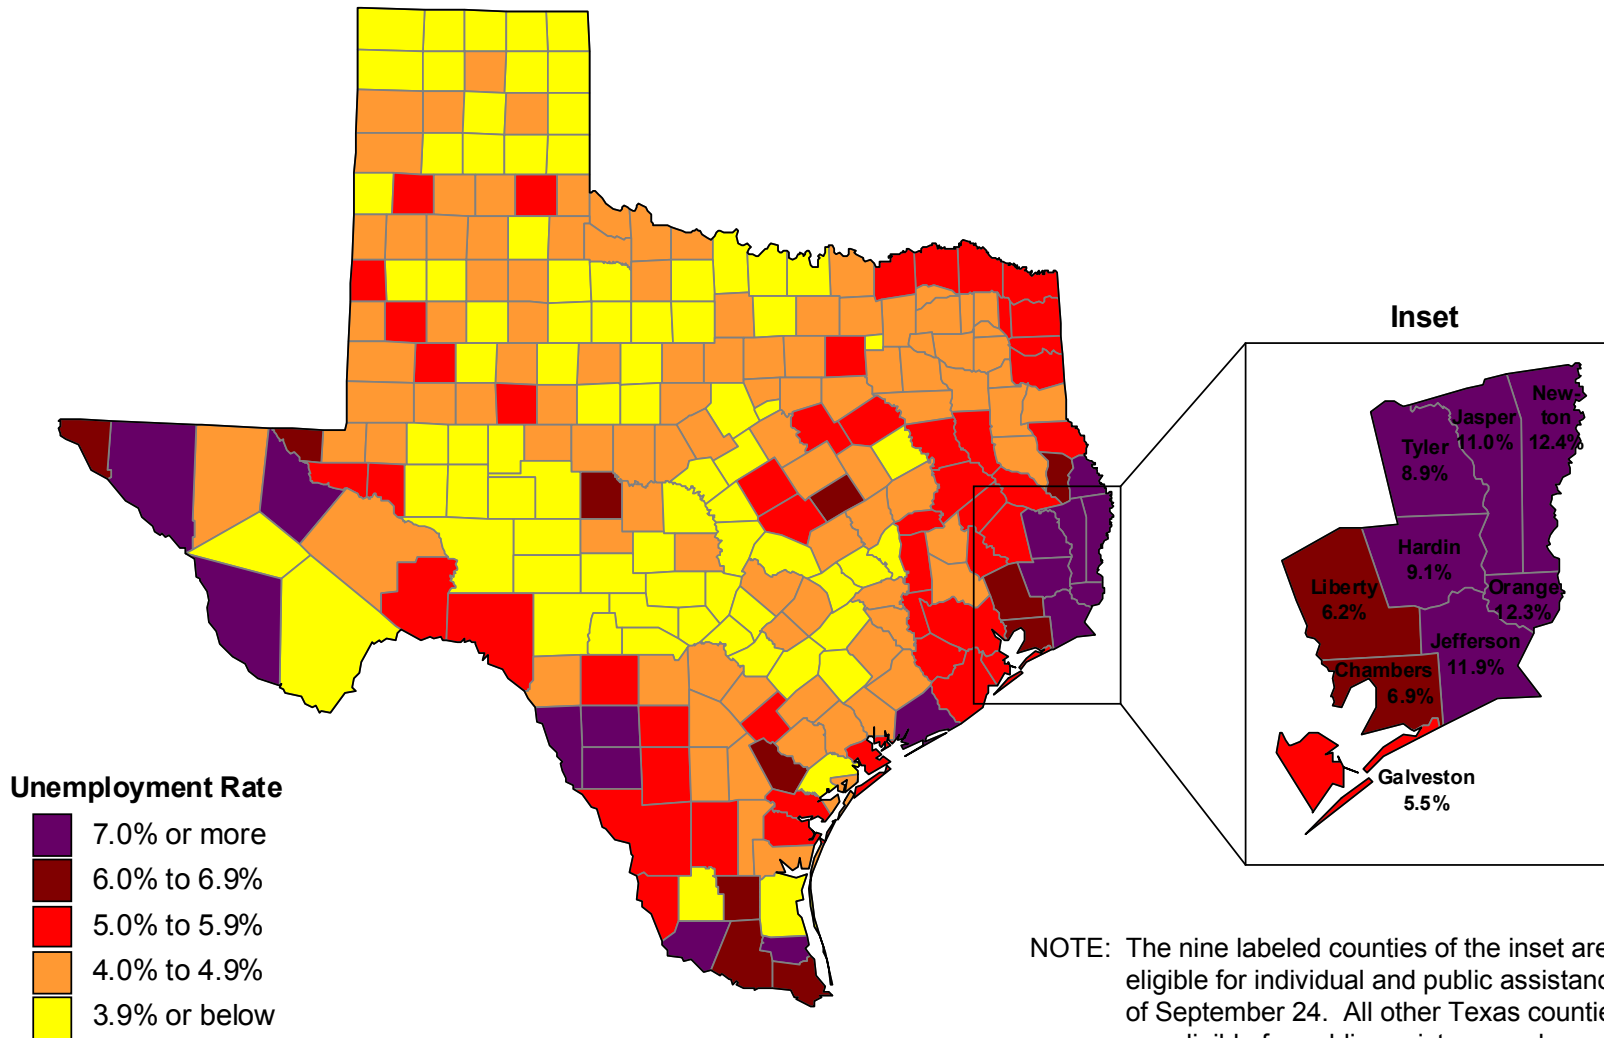 Inset
New-
ton
12.4%
Jasper
11.0%
Tyler
8.9%
Hardin
9.1%
Liberty
6.2%
Orange
12.3%
Jefferson
11.9%
Chambers
6.9%
Galveston
5.5%
Unemployment Rate
7.0% or more
6.0% to 6.9%
5.0% to 5.9%
4.0% to 4.9%
3.9% or below
NOTE: The nine labeled counties of the inset are
eligible for individual and public assistanc
of September 24. All other Texas countie